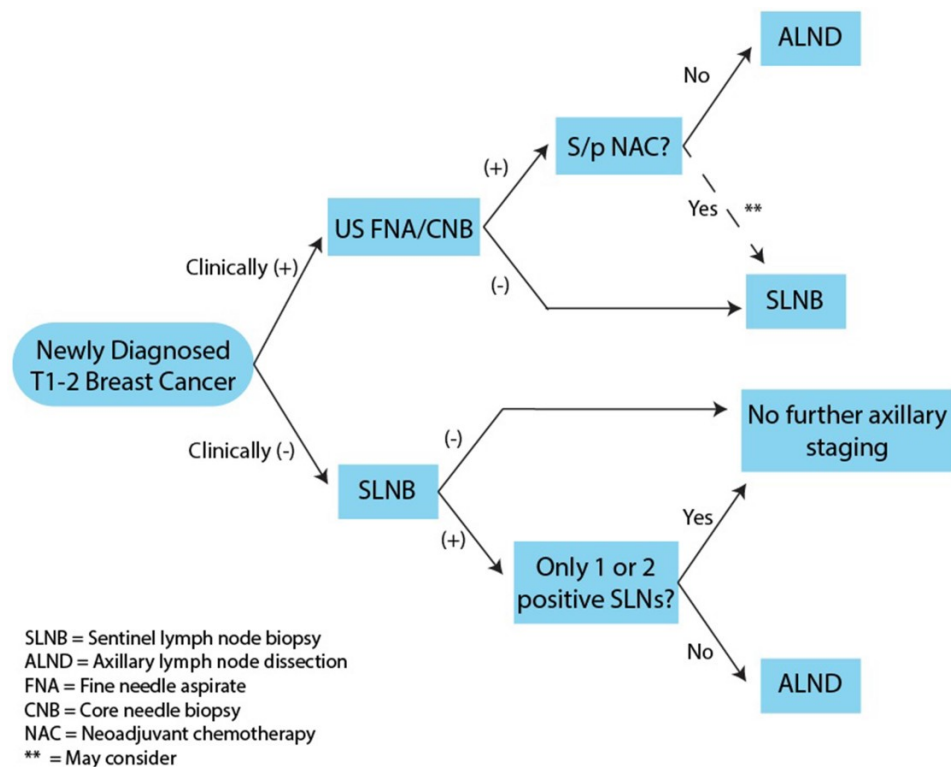 ALND
No
S/p NAC?
(+)
Yes **
US FNA/CNB
Clinically (+)
(-)
SLNB
Newly Diagnosed
T1-2 Breast Cancer
No further axillary
staging
(-)
Clinically (-)
SLNB
Yes
(+)
Only 1 or 2
positive SLNs?
No
ALND
SLNB = Sentinel lymph node biopsy
ALND = Axillary lymph node dissection
FNA = Fine needle aspirate
CNB = Core needle biopsy
NAC = Neoadjuvant chemotherapy
** = May consider